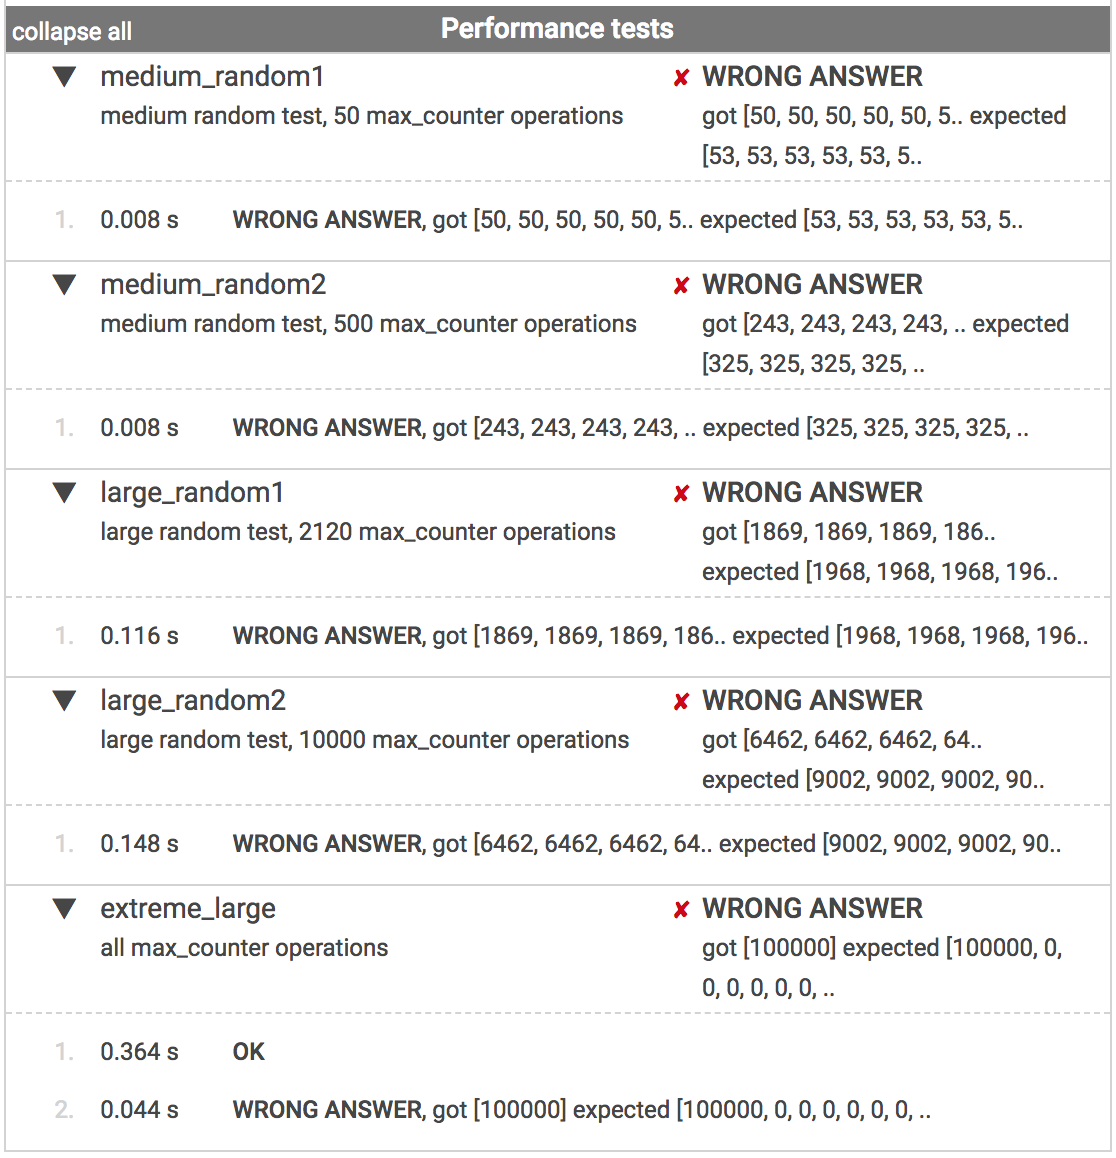 collapse all Performance tests
▼ medium_random1 ✘ WRONG ANSWER
medium random test, 50 max_counter operations got [50, 50, 50, 50, 50, 5.. expected
[53, 53, 53, 53, 53, 5..
1. 0.008 s WRONG ANSWER, got [50, 50, 50, 50, 50, 5.. expected [53, 53, 53, 53, 53, 5..
▼ medium_random2 ✘ WRONG ANSWER
medium random test, 500 max_counter operations got [243, 243, 243, 243, .. expected
[325, 325, 325, 325, ..
1. 0.008 s WRONG ANSWER, got [243, 243, 243, 243, .. expected [325, 325, 325, 325, ..
▼ large_random1 ✘ WRONG ANSWER
large random test, 2120 max_counter operations got [1869, 1869, 1869, 186..
expected [1968, 1968, 1968, 196..
1. 0.116 s WRONG ANSWER, got [1869, 1869, 1869, 186.. expected [1968, 1968, 1968, 196..
▼ large_random2 ✘ WRONG ANSWER
large random test, 10000 max_counter operations got [6462, 6462, 6462, 64..
expected [9002, 9002, 9002, 90..
1. 0.148 s WRONG ANSWER, got [6462, 6462, 6462, 64.. expected [9002, 9002, 9002, 90..
▼ extreme_large ✘ WRONG ANSWER
all max_counter operations got [100000] expected [100000, 0,
0, 0, 0, 0, 0, ..
1. 0.364 s OK
2. 0.044 s WRONG ANSWER, got [100000] expected [100000, 0, 0, 0, 0, 0, 0, ..